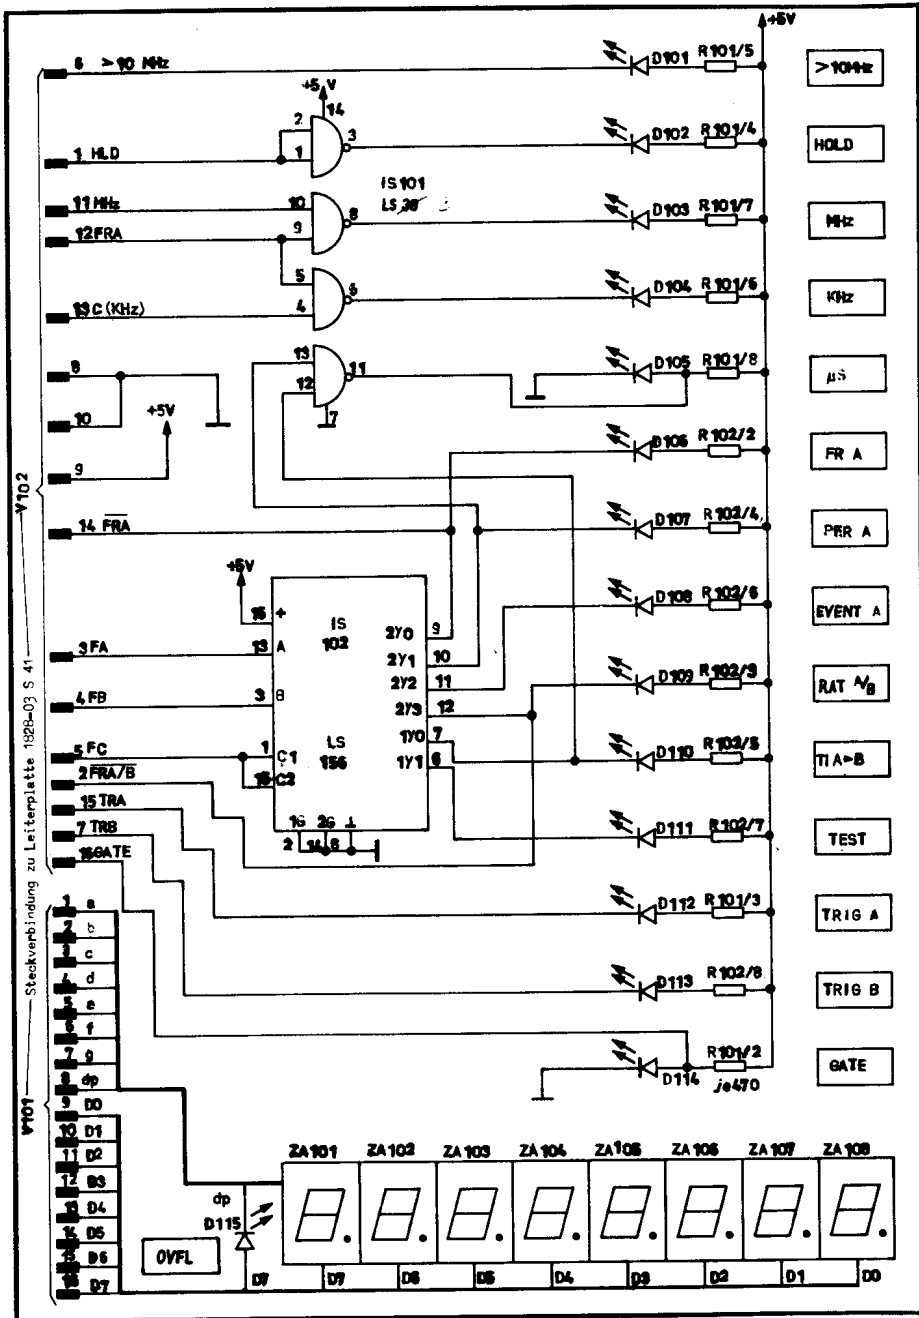 +5V
6 >10 MHz
D101 R101/5
>10MHz
+5 V
14
2
3
1 HLD
1
D102 R101/4
HOLD
IS101
LS 38
11 MHz
10
8
D103 R101/7
MHz
12 FRA
9
5
6
D104 R101/6
KHz
13 C (KHz)
4
8
13
11
D105 R101/8
µS
12
7
10
+5V
D106 R102/2
FR A
9
V102
14 FRA
D107 R102/4
PER A
+5V
16 +
IS
102
D108 R102/6
EVENT A
2Y0 9
3 FA
13 A
2Y1 10
2Y2 11
D109 R102/3
RAT A/B
4 FB
3 B
2Y3 12
LS
156
1Y0 7
5 FC
1 C1
1Y1 6
D110 R102/5
TI A►B
2 FRA/B
15 C2
15 TRA
1G 2G ⊥
D111 R102/7
TEST
7 TRB
2 14 8
16 GATE
D112 R101/3
TRIG A
D113 R102/8
TRIG B
D114
R101/2
je470
GATE
Steckverbindung zu Leiterplatte 1828-03 S 41
V101
1 a
2 b
3 c
4 d
5 e
6 f
7 g
8 dp
9 D0
10 D1
11 D2
12 D3
13 D4
14 D5
15 D6
16 D7
ZA101 ZA102 ZA103 ZA104 ZA105 ZA106 ZA107 ZA108
dp
D115
OVFL
D7 D6 D5 D4 D3 D2 D1 D0